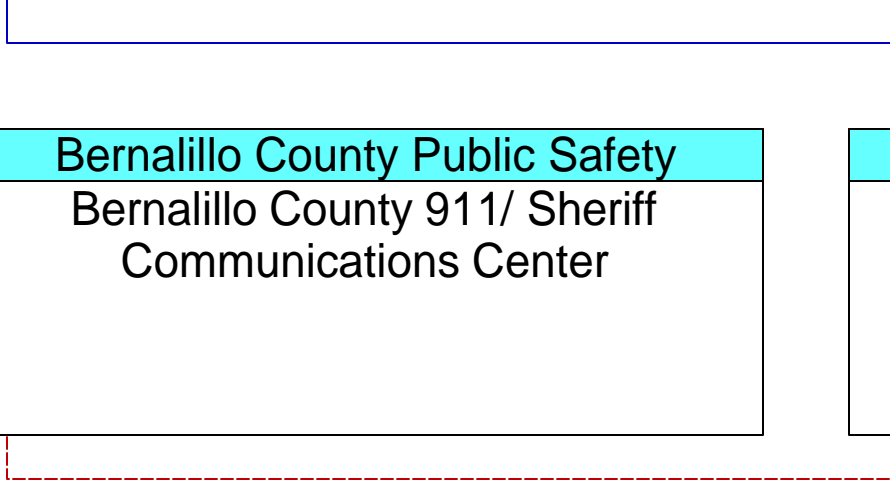 Bernalillo County Public Safety
Bernalillo County 911/ Sheriff
Communications Center